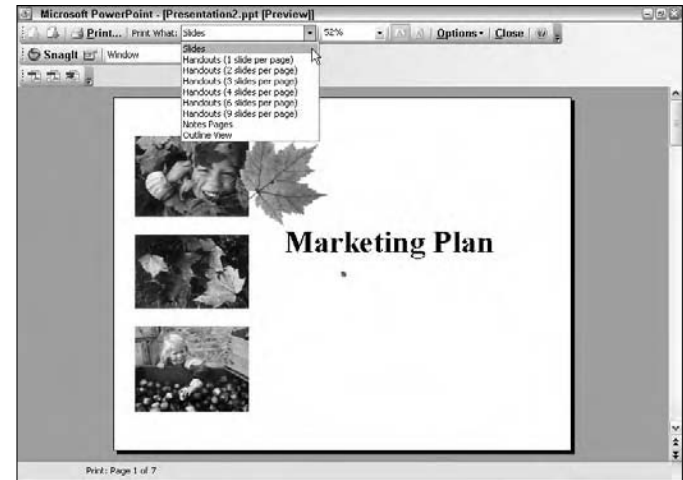 Microsoft PowerPoint - [Presentation2.ppt [Preview]]
Print... Print What: Slides 52% Options Close
SnagIt Window
Slides
Handouts (1 slide per page)
Handouts (2 slides per page)
Handouts (3 slides per page)
Handouts (4 slides per page)
Handouts (6 slides per page)
Handouts (9 slides per page)
Notes Pages
Outline View
Marketing Plan
Print: Page 1 of 7